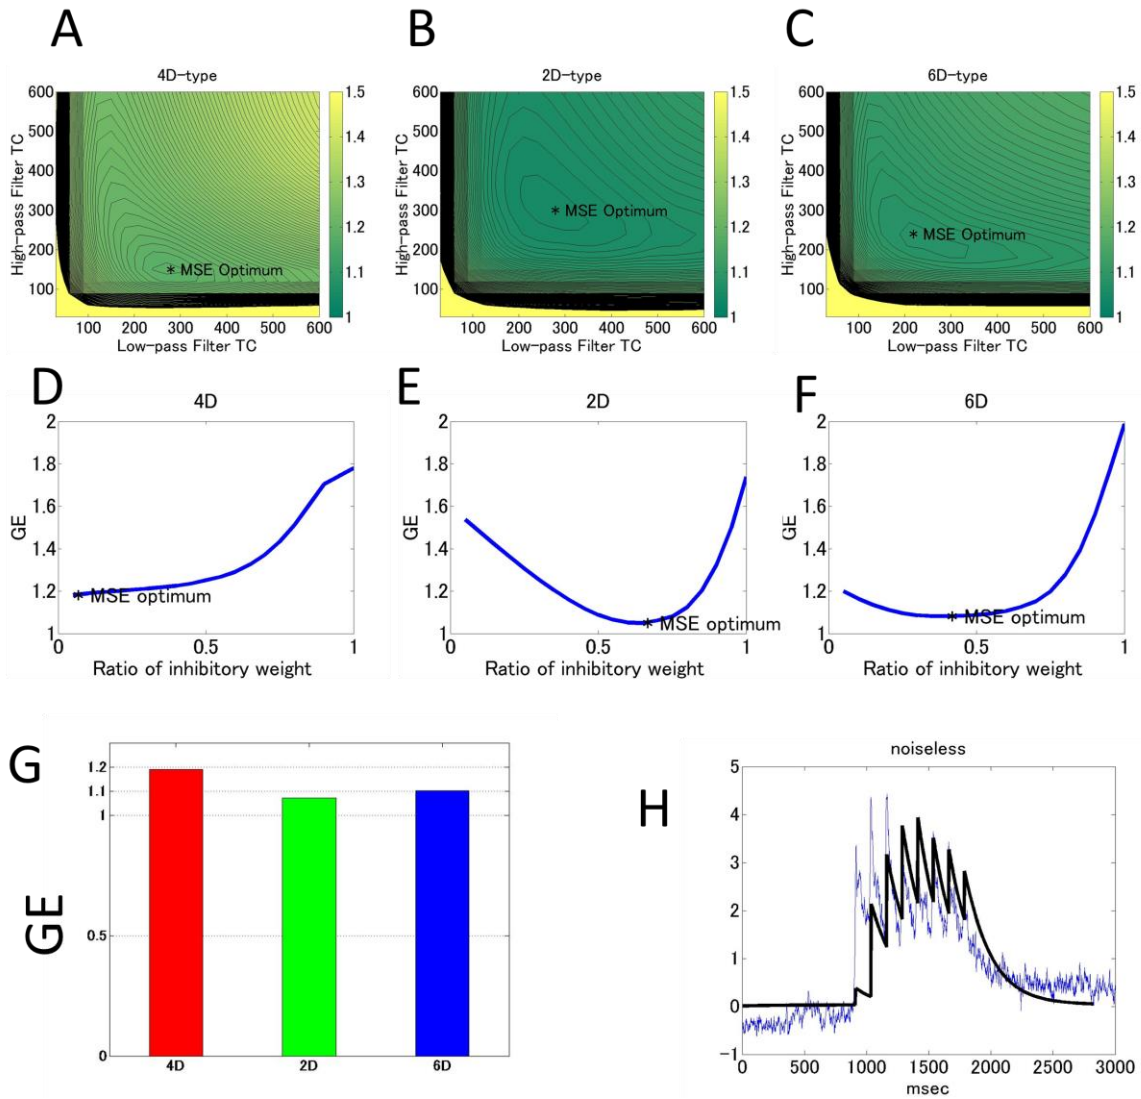 A
B
C
4D-type
2D-type
6D-type
600
500
400
300
200
100
High-pass Filter TC
* MSE Optimum
100 200 300 400 500 600
Low-pass Filter TC
1.5
1.4
1.3
1.2
1.1
1
600
500
400
300
200
100
High-pass Filter TC
* MSE Optimum
100 200 300 400 500 600
Low-pass Filter TC
1.5
1.4
1.3
1.2
1.1
1
600
500
400
300
200
100
High-pass Filter TC
* MSE Optimum
100 200 300 400 500 600
Low-pass Filter TC
1.5
1.4
1.3
1.2
1.1
1
D
4D
2
1.8
1.6
1.4
1.2
1
GE
* MSE optimum
0 0.5 1
Ratio of inhibitory weight
E
2D
2
1.8
1.6
1.4
1.2
1
GE
* MSE optimum
0 0.5 1
Ratio of inhibitory weight
F
6D
2
1.8
1.6
1.4
1.2
1
GE
* MSE optimum
0 0.5 1
Ratio of inhibitory weight
G
1.2
1.1
1
0.5
0
GE
4D 2D 6D
H
noiseless
5
4
3
2
1
0
-1
0 500 1000 1500 2000 2500 3000
msec